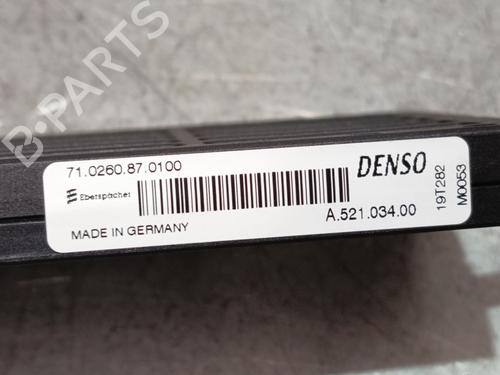 B-PARTS
71.0260.87.0100
DENSO
Eberspächer
A.521.034.00
MADE IN GERMANY
19T282
M0053